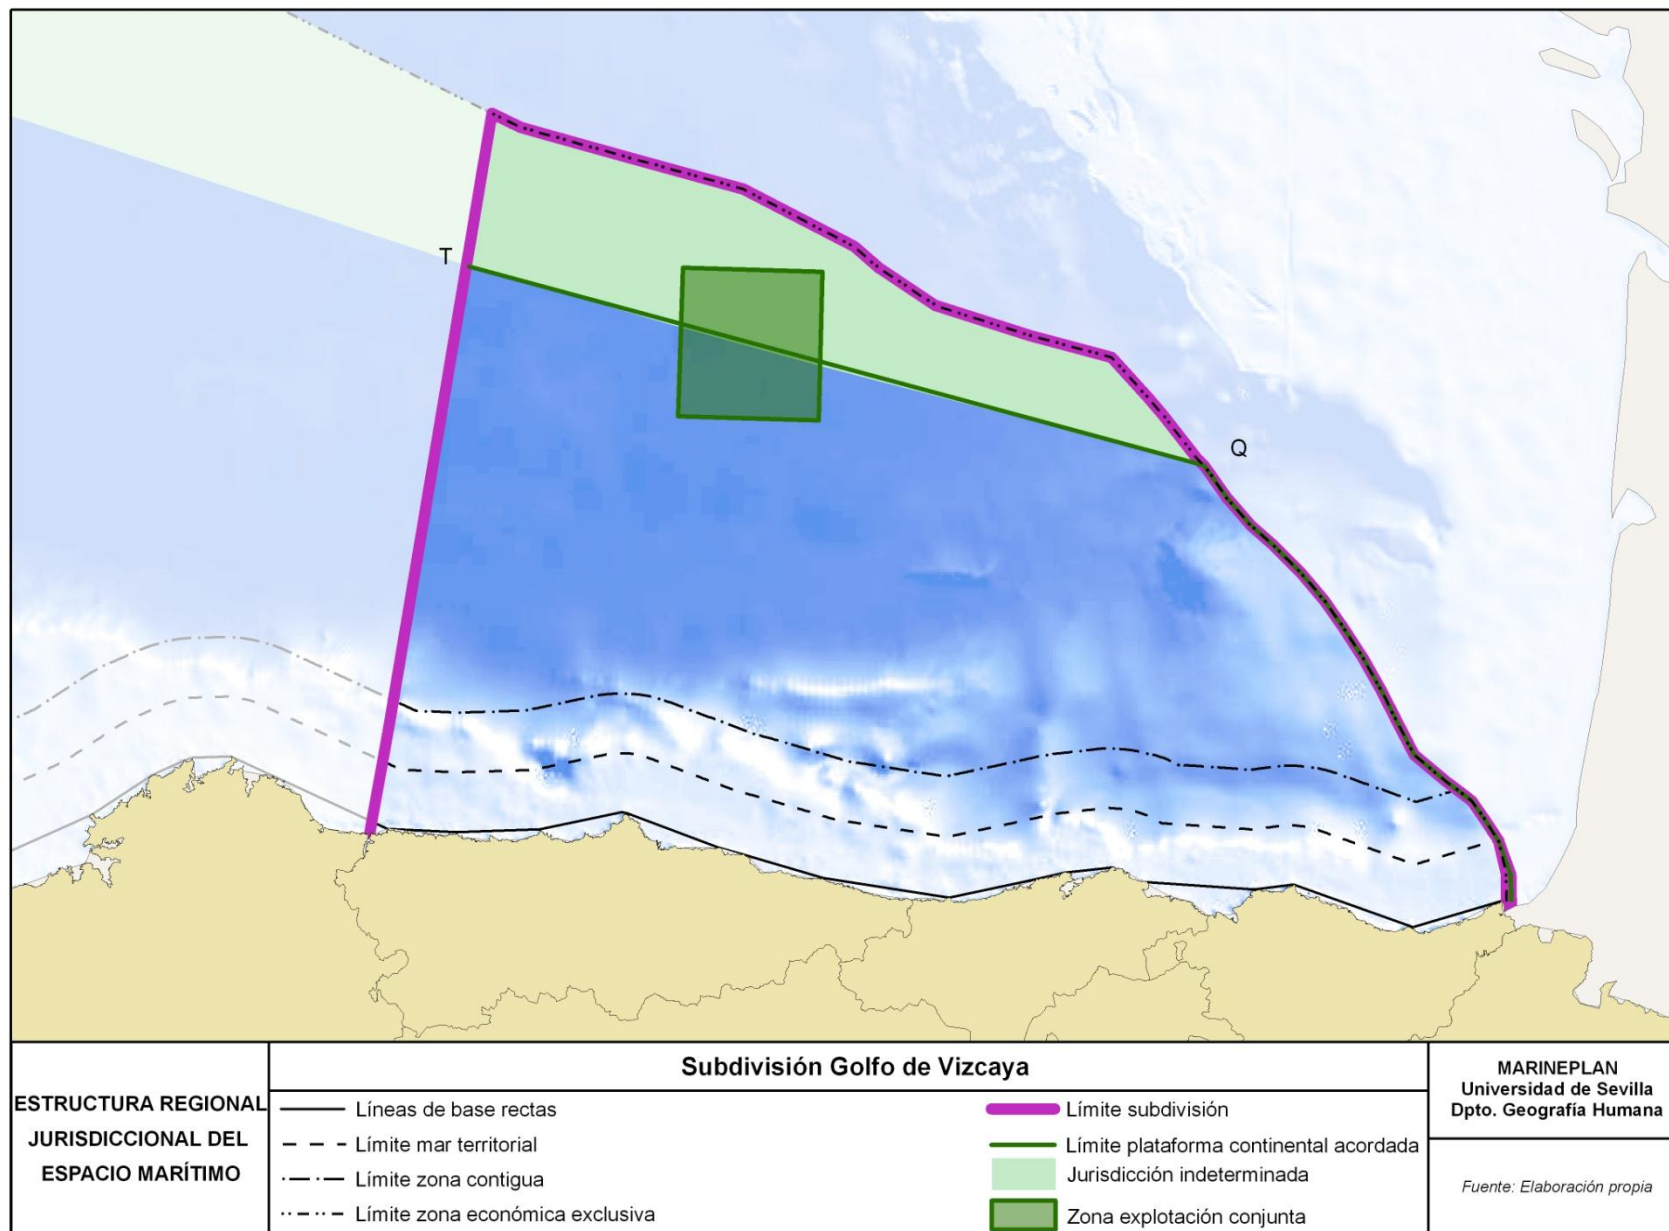 T
Q
ESTRUCTURA REGIONAL
JURISDICCIONAL DEL
ESPACIO MARÍTIMO
Subdivisión Golfo de Vizcaya
Líneas de base rectas
Límite mar territorial
Límite zona contigua
Límite zona económica exclusiva
Límite subdivisión
Límite plataforma continental acordada
Jurisdicción indeterminada
Zona explotación conjunta
MARINEPLAN
Universidad de Sevilla
Dpto. Geografía Humana
Fuente: Elaboración propia